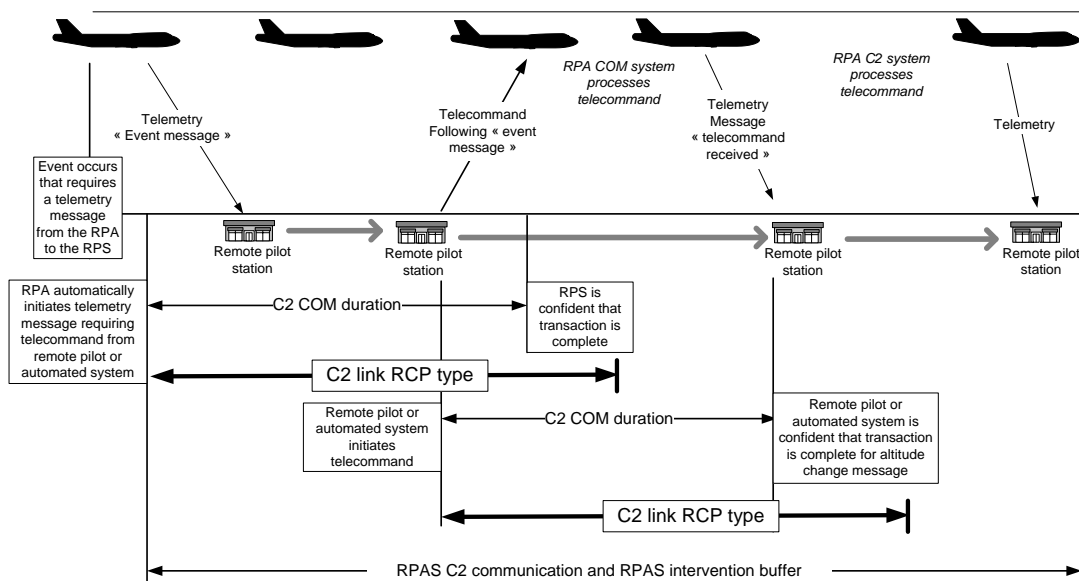 RPA COM system
processes
telecommand
RPA C2 system
processes
telecommand
Telemetry
« Event message »
Telecommand
Following « event
message »
Telemetry
Message
« telecommand
received »
Telemetry
Event occurs
that requires
a telemetry
message
from the RPA
to the RPS
Remote pilot
station
Remote pilot
station
Remote pilot
station
Remote pilot
station
RPA automatically
initiates telemetry
message requiring
telecommand from
remote pilot or
automated system
C2 COM duration
RPS is
confident that
transaction is
complete
C2 link RCP type
Remote pilot or
automated system
initiates
telecommand
C2 COM duration
Remote pilot or
automated system is
confident that transaction
is complete for altitude
change message
C2 link RCP type
RPAS C2 communication and RPAS intervention buffer